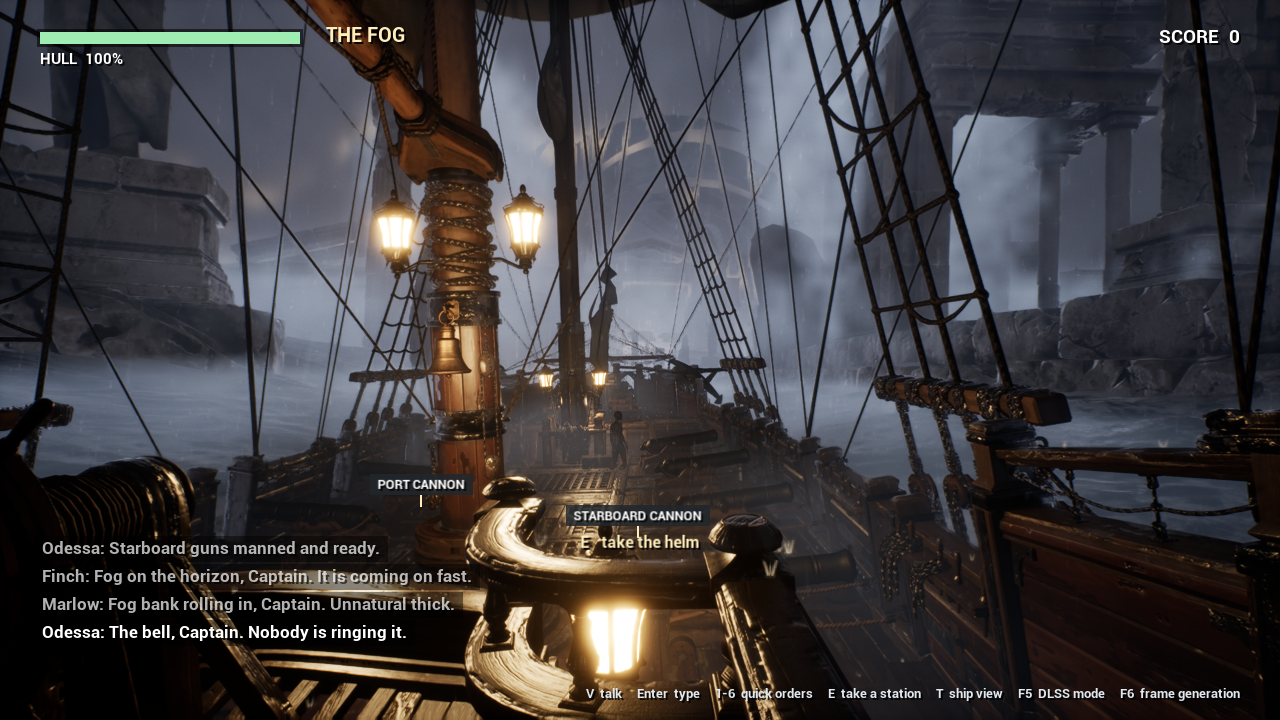 THE FOG
SCORE 0
HULL 100%
PORT CANNON
STARBOARD CANNON
E take the helm
Odessa: Starboard guns manned and ready.
Finch: Fog on the horizon, Captain. It is coming on fast.
Marlow: Fog bank rolling in, Captain. Unnatural thick.
Odessa: The bell, Captain. Nobody is ringing it.
V talk Enter type 1-6 quick orders E take a station T ship view F5 DLSS mode F6 frame generation